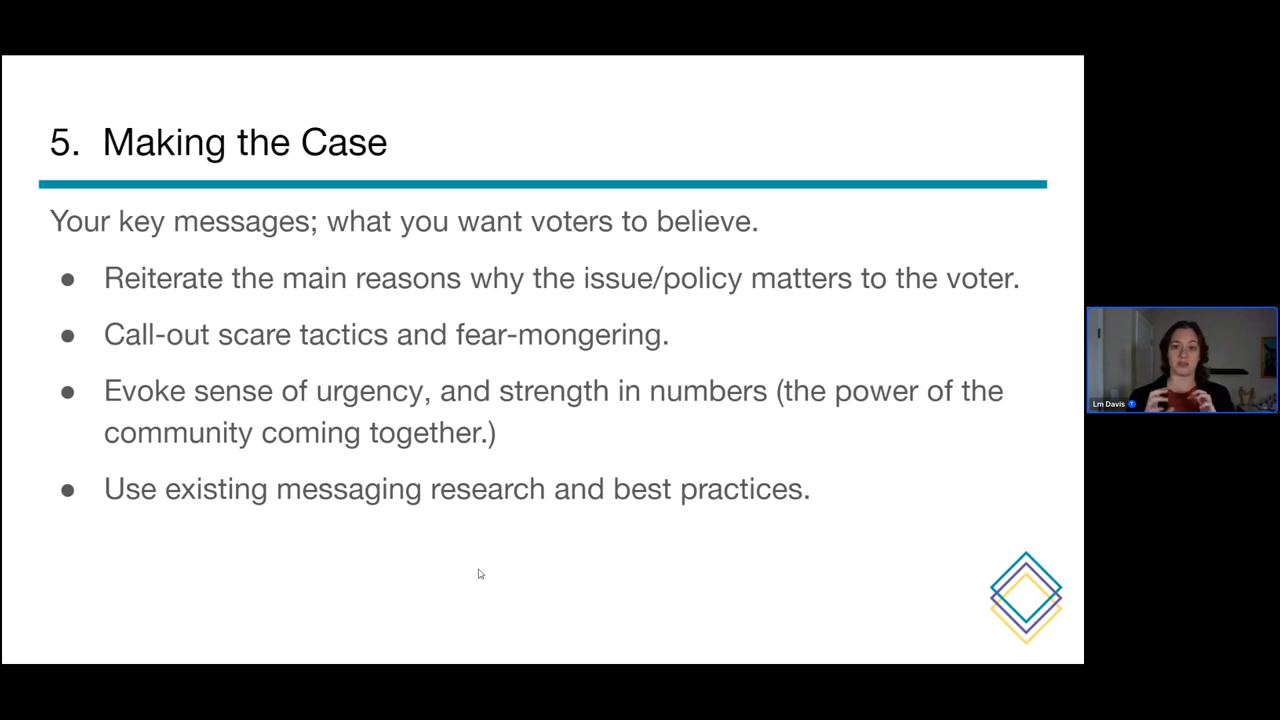 5. Making the Case
Your key messages; what you want voters to believe.
● Reiterate the main reasons why the issue/policy matters to the voter.
● Call-out scare tactics and fear-mongering.
● Evoke sense of urgency, and strength in numbers (the power of the
community coming together.)
● Use existing messaging research and best practices.
Lm Davis